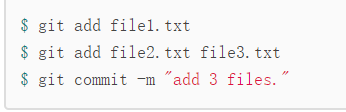 $ git add file1.txt
$ git add file2.txt file3.txt
$ git commit -m "add 3 files."